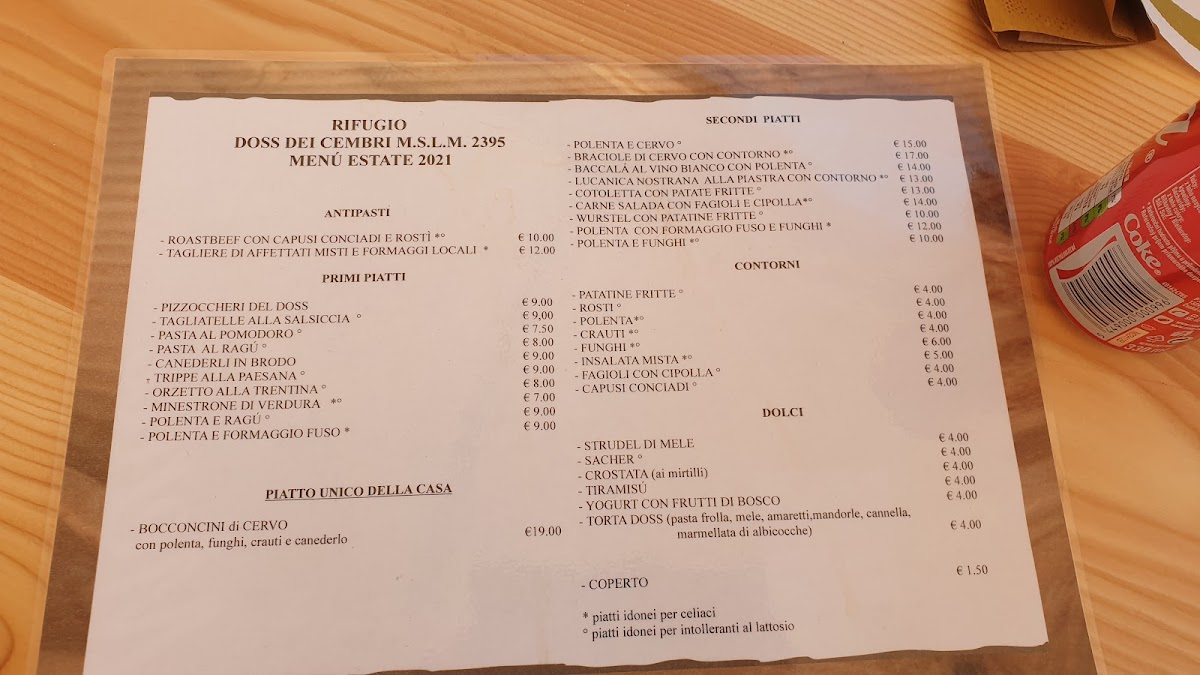 RIFUGIO
DOSS DEI CEMBRI M.S.L.M. 2395
MENÚ ESTATE 2021
ANTIPASTI
- ROASTBEEF CON CAPUSI CONCIADI E ROSTÌ *° € 10.00
- TAGLIERE DI AFFETTATI MISTI E FORMAGGI LOCALI * € 12.00
PRIMI PIATTI
- PIZZOCCHERI DEL DOSS € 9.00
- TAGLIATELLE ALLA SALSICCIA ° € 9,00
- PASTA AL POMODORO ° € 7.50
- PASTA AL RAGÚ ° € 8.00
- CANEDERLI IN BRODO € 9.00
- TRIPPE ALLA PAESANA ° € 9.00
- ORZETTO ALLA TRENTINA ° € 8.00
- MINESTRONE DI VERDURA *° € 7.00
- POLENTA E RAGÚ ° € 9.00
- POLENTA E FORMAGGIO FUSO * € 9.00
PIATTO UNICO DELLA CASA
- BOCCONCINI di CERVO €19.00
con polenta, funghi, crauti e canederlo
SECONDI PIATTI
- POLENTA E CERVO ° € 15.00
- BRACIOLE DI CERVO CON CONTORNO *° € 17.00
- BACCALÁ AL VINO BIANCO CON POLENTA ° € 14.00
- LUCANICA NOSTRANA ALLA PIASTRA CON CONTORNO *° € 13.00
- COTOLETTA CON PATATE FRITTE ° € 13.00
- CARNE SALADA CON FAGIOLI E CIPOLLA*° € 14.00
- WURSTEL CON PATATINE FRITTE ° € 10.00
- POLENTA CON FORMAGGIO FUSO E FUNGHI * € 12.00
- POLENTA E FUNGHI *° € 10.00
CONTORNI
- PATATINE FRITTE ° € 4.00
- ROSTI ° € 4.00
- POLENTA*° € 4.00
- CRAUTI *° € 4.00
- FUNGHI *° € 6.00
- INSALATA MISTA *° € 5.00
- FAGIOLI CON CIPOLLA ° € 4.00
- CAPUSI CONCIADI ° € 4.00
DOLCI
- STRUDEL DI MELE € 4.00
- SACHER ° € 4.00
- CROSTATA (ai mirtilli) € 4.00
- TIRAMISÚ € 4.00
- YOGURT CON FRUTTI DI BOSCO € 4.00
- TORTA DOSS (pasta frolla, mele, amaretti,mandorle, cannella,
marmellata di albicocche) € 4.00
- COPERTO € 1.50
* piatti idonei per celiaci
° piatti idonei per intolleranti al lattosio
Coke